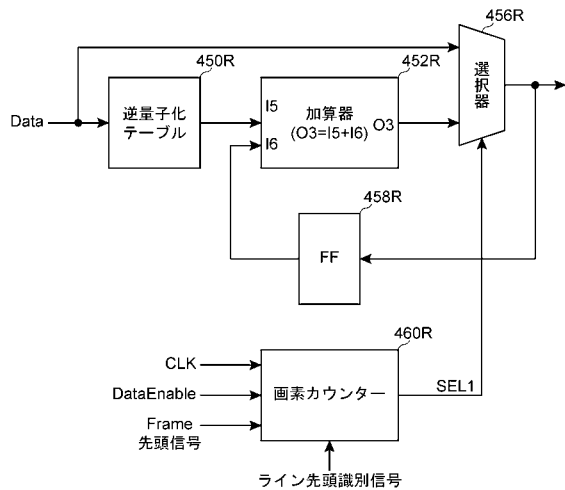 456R
450R
452R
選択器
Data
逆量子化
テーブル
I5
加算器
(O3=I5+I6)
O3
I6
458R
FF
460R
CLK
DataEnable
Frame
先頭信号
画素カウンター
SEL1
ライン先頭識別信号